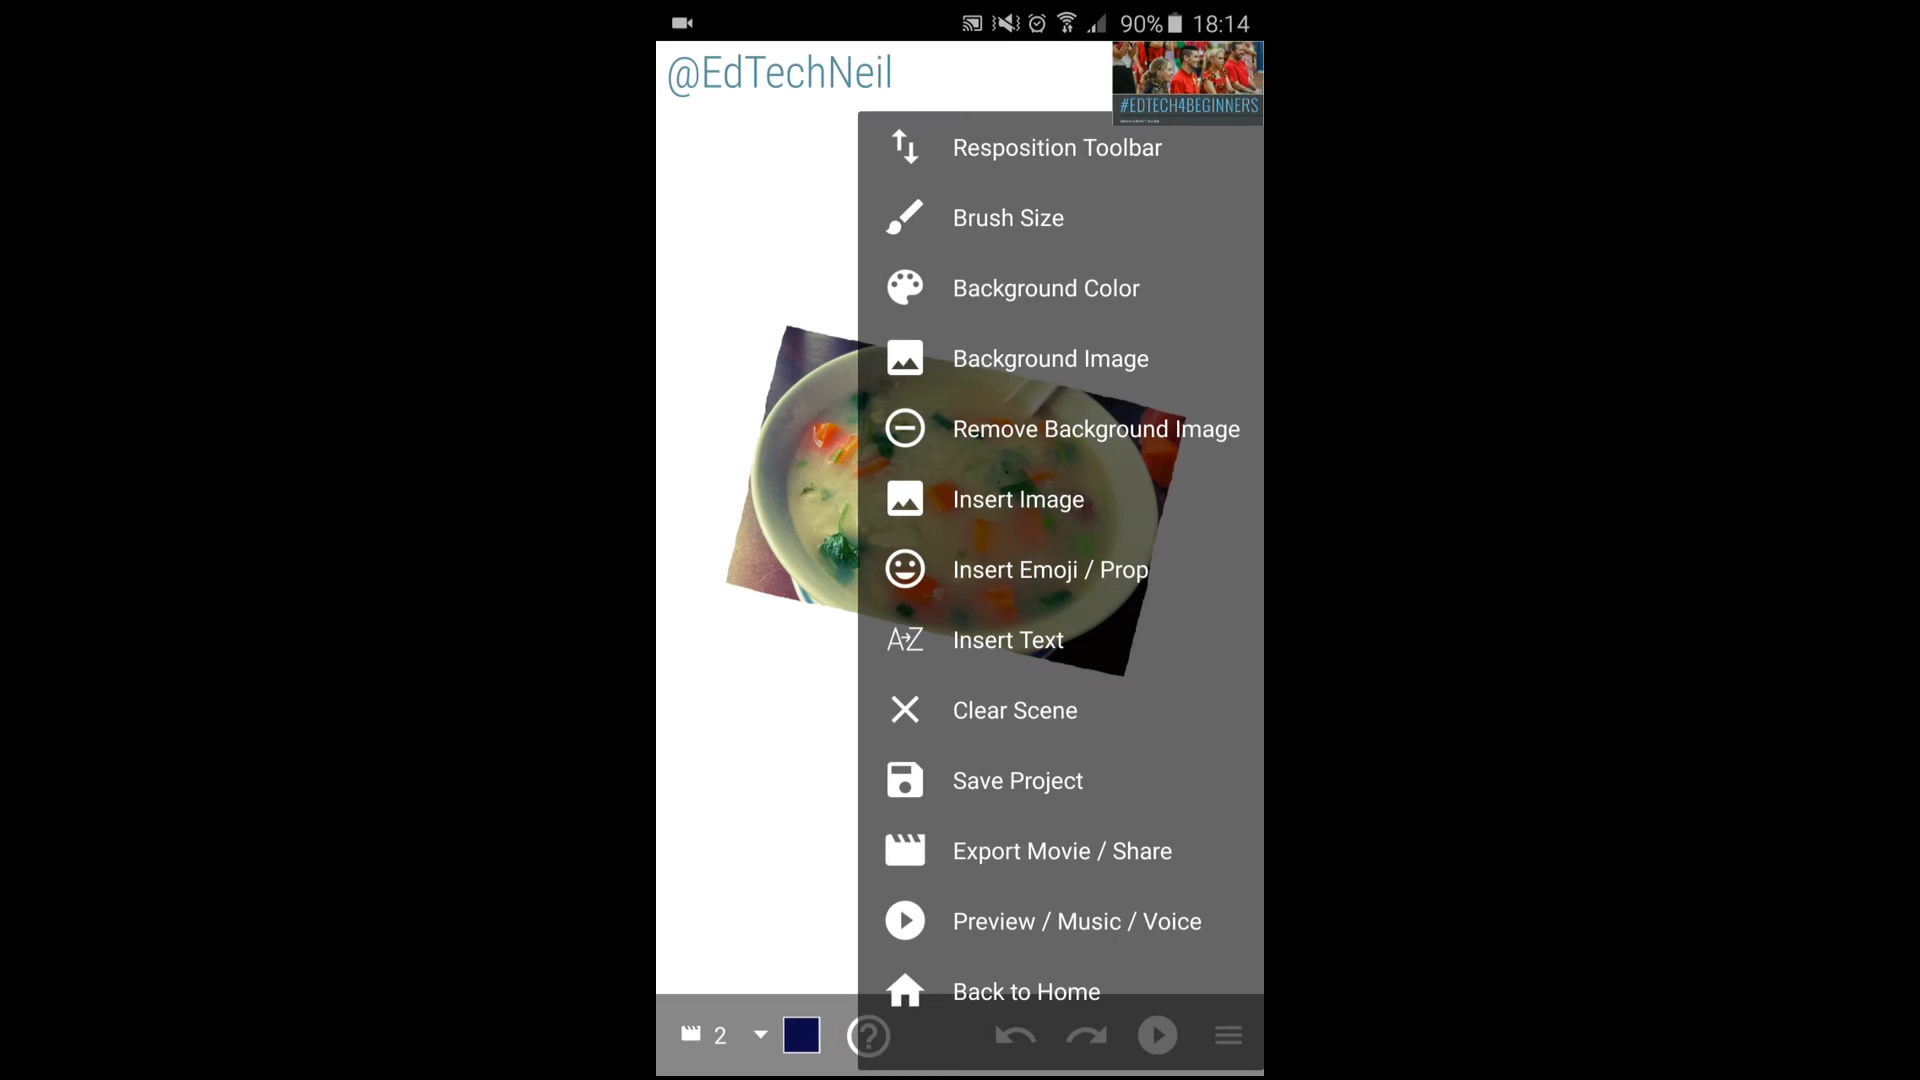 90% 18:14
@EdTechNeil
#EDTECH4BEGINNERS
Resposition Toolbar
Brush Size
Background Color
Background Image
Remove Background Image
Insert Image
Insert Emoji / Prop
A Z Insert Text
Clear Scene
Save Project
Export Movie / Share
Preview / Music / Voice
Back to Home
2
?